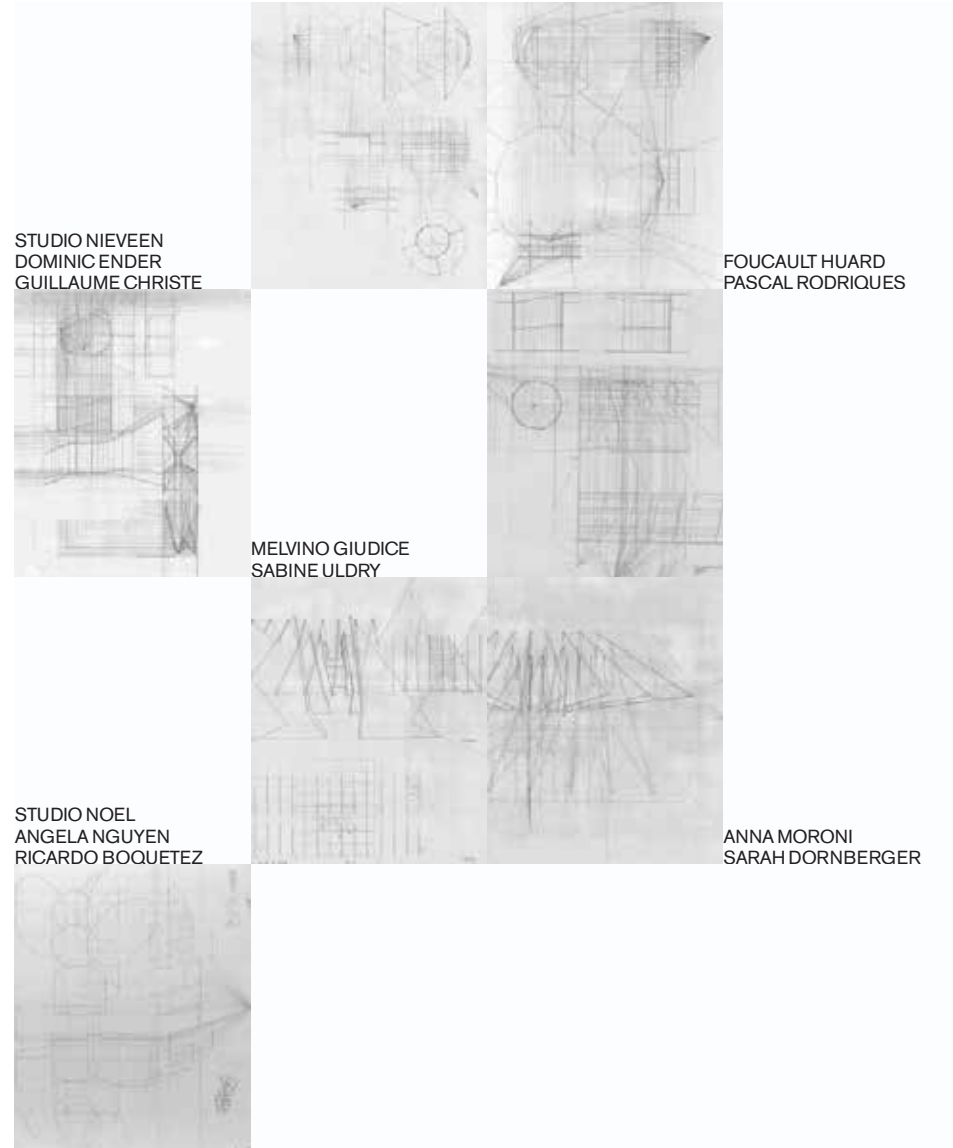 STUDIO NIEVEEN
DOMINIC ENDER
GUILLAUME CHRISTE
FOUCAULT HUARD
PASCAL RODRIQUES
MELVINO GIUDICE
SABINE ULDRY
STUDIO NOEL
ANGELA NGUYEN
RICARDO BOQUETEZ
ANNA MORONI
SARAH DORNBERGER